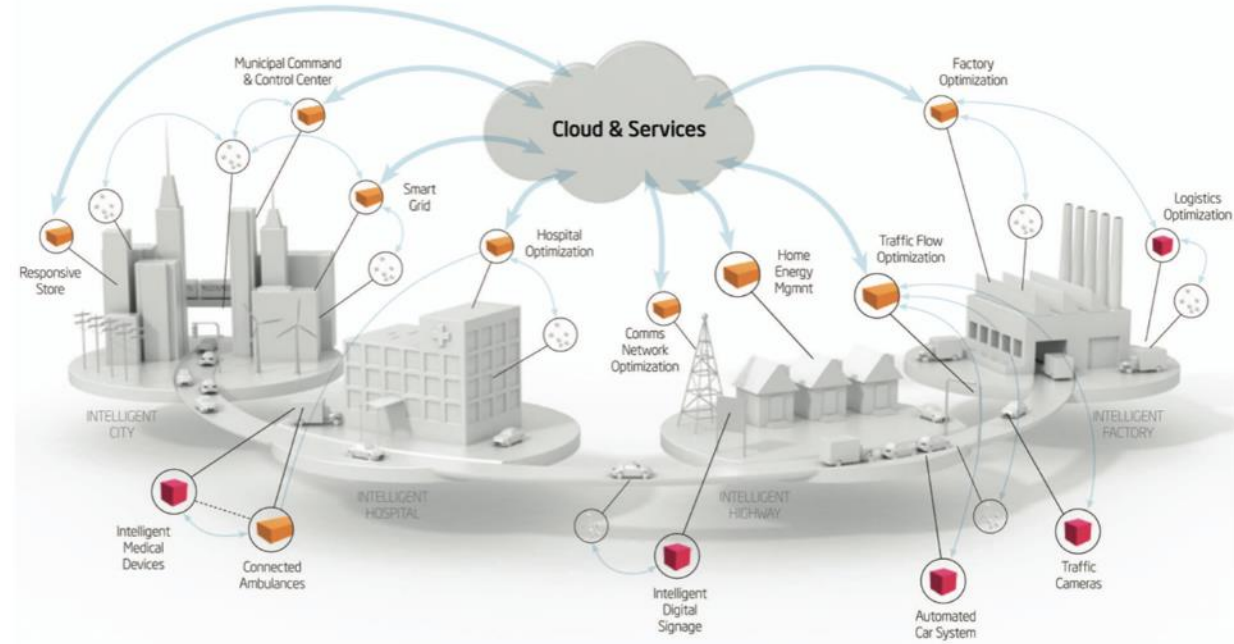 Municipal Command
& Control Center
Factory
Optimization
Cloud & Services
Smart
Grid
Logistics
Optimization
Hospital
Optimization
Traffic Flow
Optimization
Home
Energy
Mgmnt
Responsive
Store
Comms
Network
Optimization
INTELLIGENT
CITY
INTELLIGENT
FACTORY
INTELLIGENT
HOSPITAL
INTELLIGENT
HIGHWAY
Intelligent
Medical
Devices
Connected
Ambulances
Intelligent
Digital
Signage
Automated
Car System
Traffic
Cameras